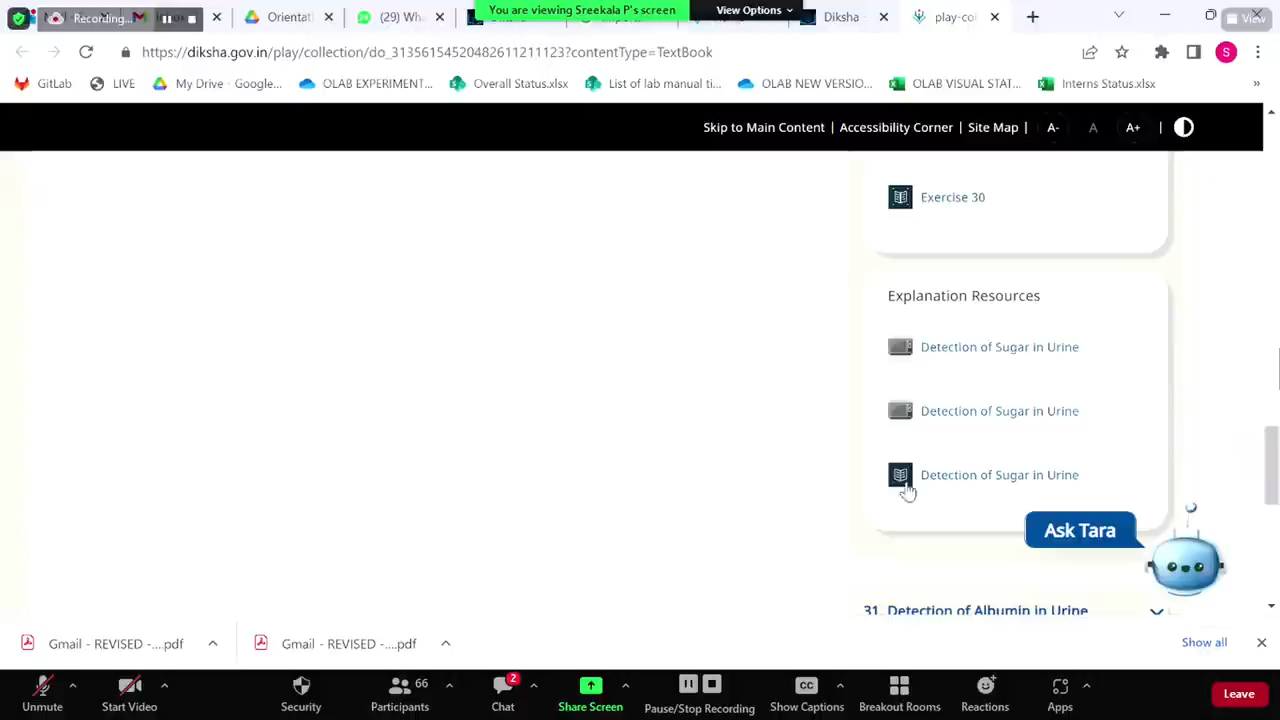 Recording...
Orientat
(29) Wha
You are viewing Sreekala P's screen
View Options
Diksha
play-col
View
https://diksha.gov.in/play/collection/do_31356154520482611211123?contentType=TextBook
S
GitLab
LIVE
My Drive - Google...
OLAB EXPERIMENT...
Overall Status.xlsx
List of lab manual ti...
OLAB NEW VERSIO...
OLAB VISUAL STAT...
Interns Status.xlsx
»
Skip to Main Content | Accessibility Corner | Site Map | A- A A+ |
Exercise 30
Explanation Resources
Detection of Sugar in Urine
Detection of Sugar in Urine
Detection of Sugar in Urine
Ask Tara
31. Detection of Albumin in Urine
Gmail - REVISED -....pdf
Gmail - REVISED -....pdf
Show all
66
2
CC
Unmute
Start Video
Security
Participants
Chat
Share Screen
Pause/Stop Recording
Show Captions
Breakout Rooms
Reactions
Apps
Leave